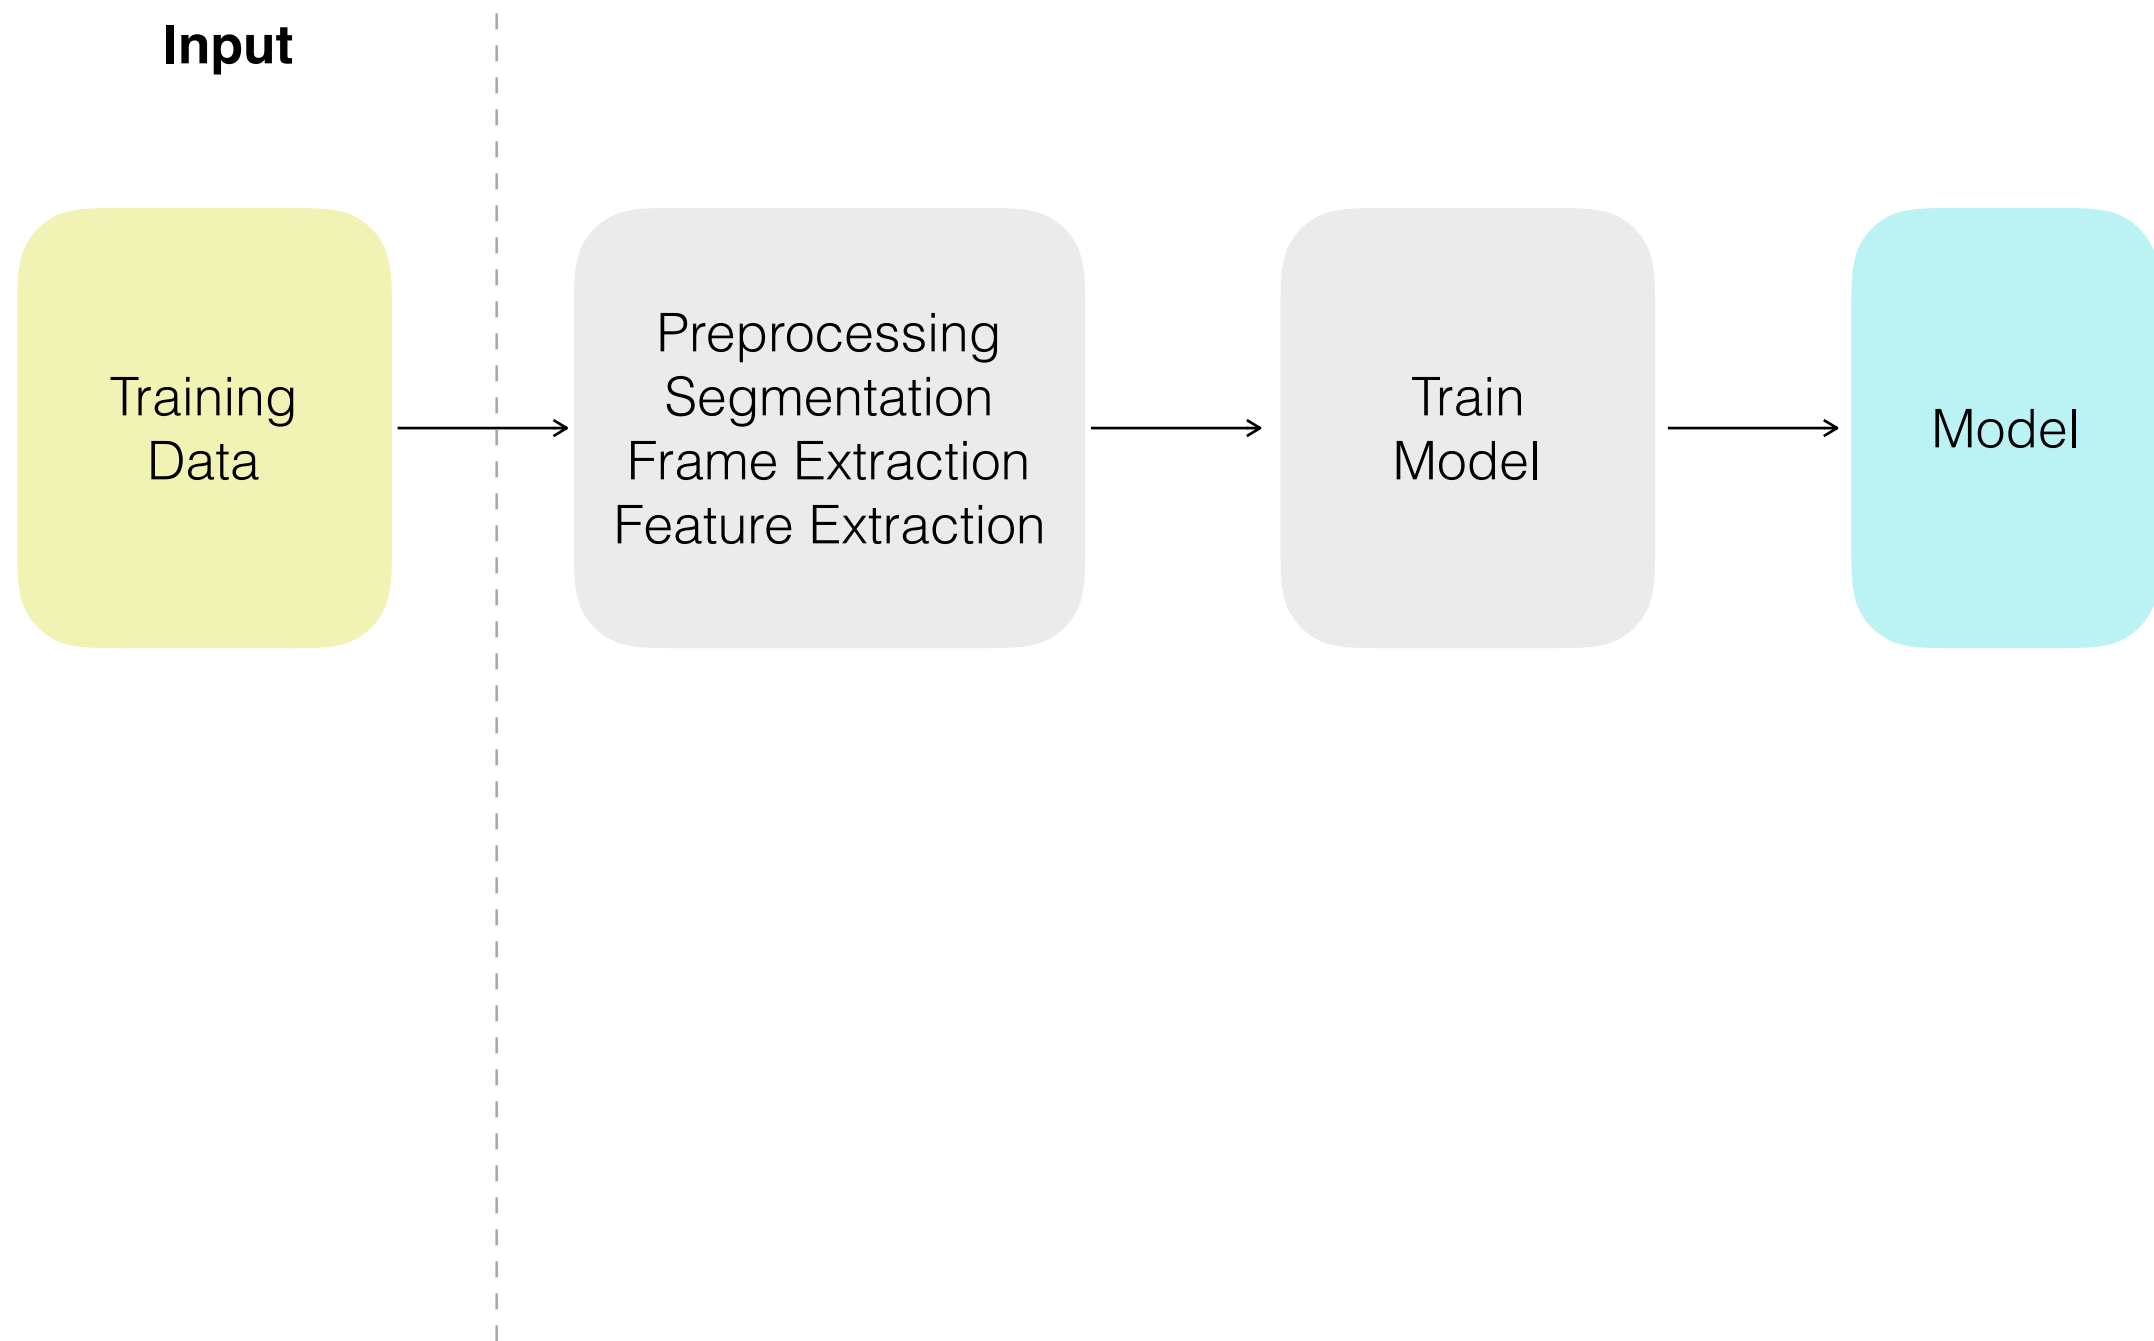 Input
Training
Data
Preprocessing
Segmentation
Frame Extraction
Feature Extraction
Train
Model
Model